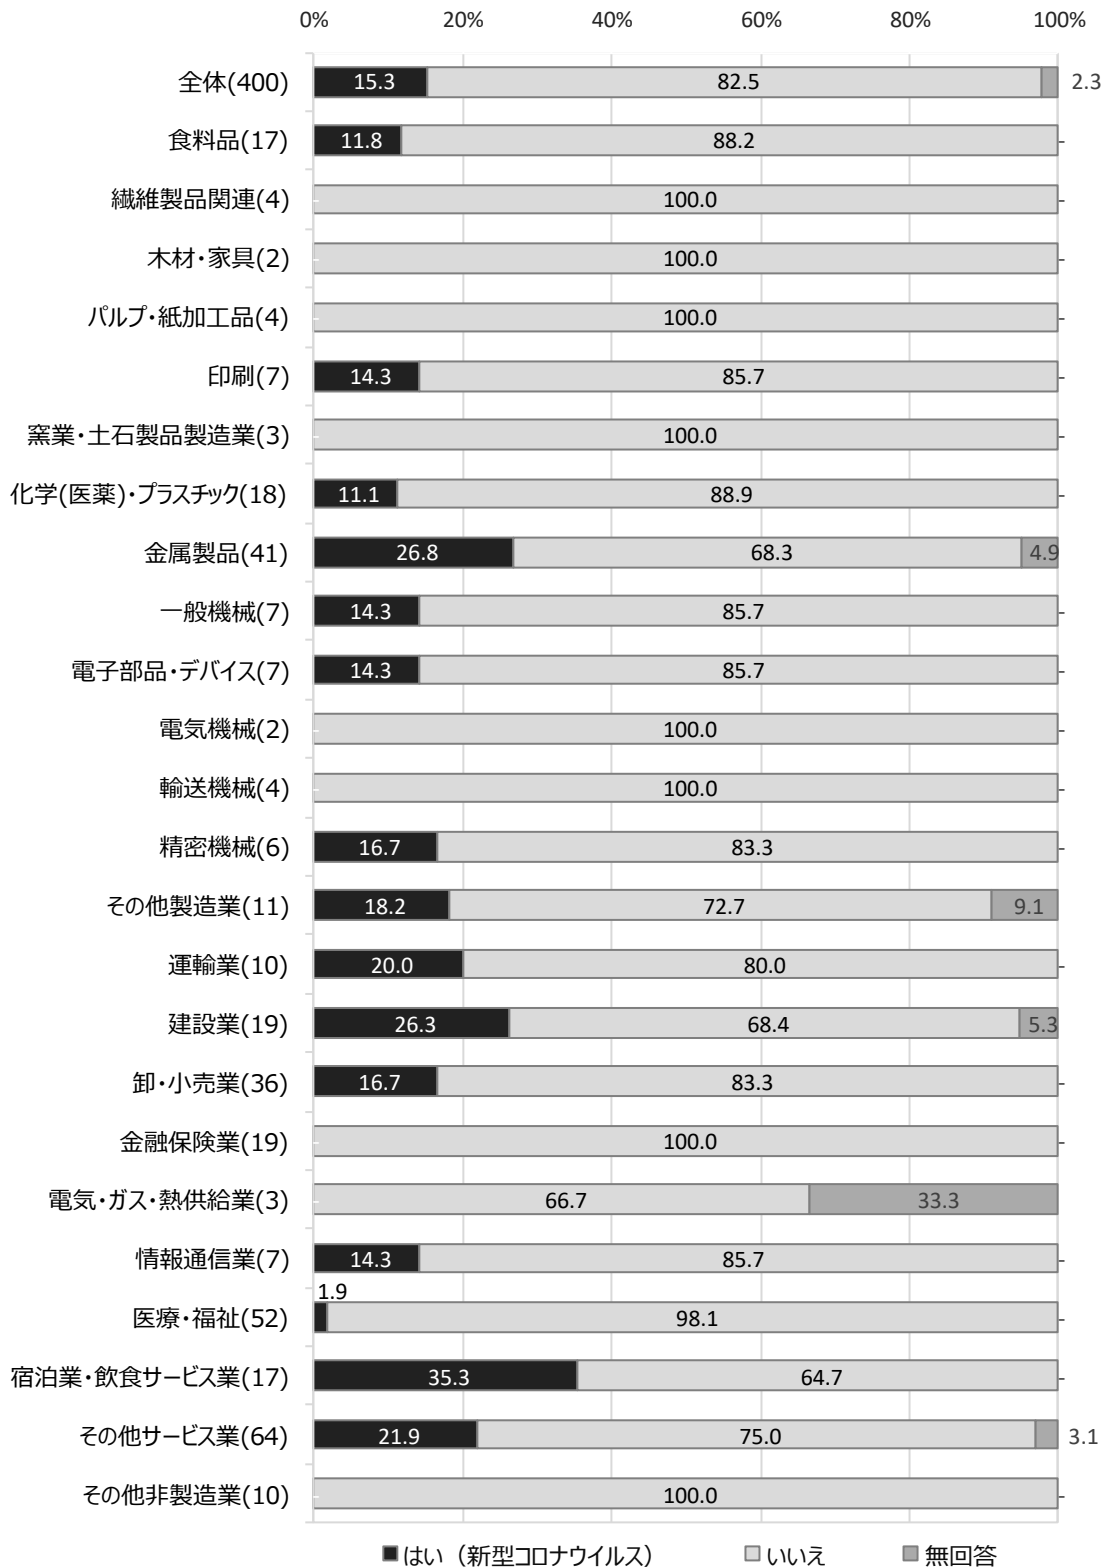 0% 20% 40% 60% 80% 100%
全体(400) 15.3 82.5 2.3
食料品(17) 11.8 88.2
繊維製品関連(4) 100.0
木材・家具(2) 100.0
パルプ・紙加工品(4) 100.0
印刷(7) 14.3 85.7
窯業・土石製品製造業(3) 100.0
化学(医薬)・プラスチック(18) 11.1 88.9
金属製品(41) 26.8 68.3 4.9
一般機械(7) 14.3 85.7
電子部品・デバイス(7) 14.3 85.7
電気機械(2) 100.0
輸送機械(4) 100.0
精密機械(6) 16.7 83.3
その他製造業(11) 18.2 72.7 9.1
運輸業(10) 20.0 80.0
建設業(19) 26.3 68.4 5.3
卸・小売業(36) 16.7 83.3
金融保険業(19) 100.0
電気・ガス・熱供給業(3) 66.7 33.3
情報通信業(7) 14.3 85.7
医療・福祉(52) 1.9 98.1
宿泊業・飲食サービス業(17) 35.3 64.7
その他サービス業(64) 21.9 75.0 3.1
その他非製造業(10) 100.0
はい（新型コロナウイルス） いいえ 無回答